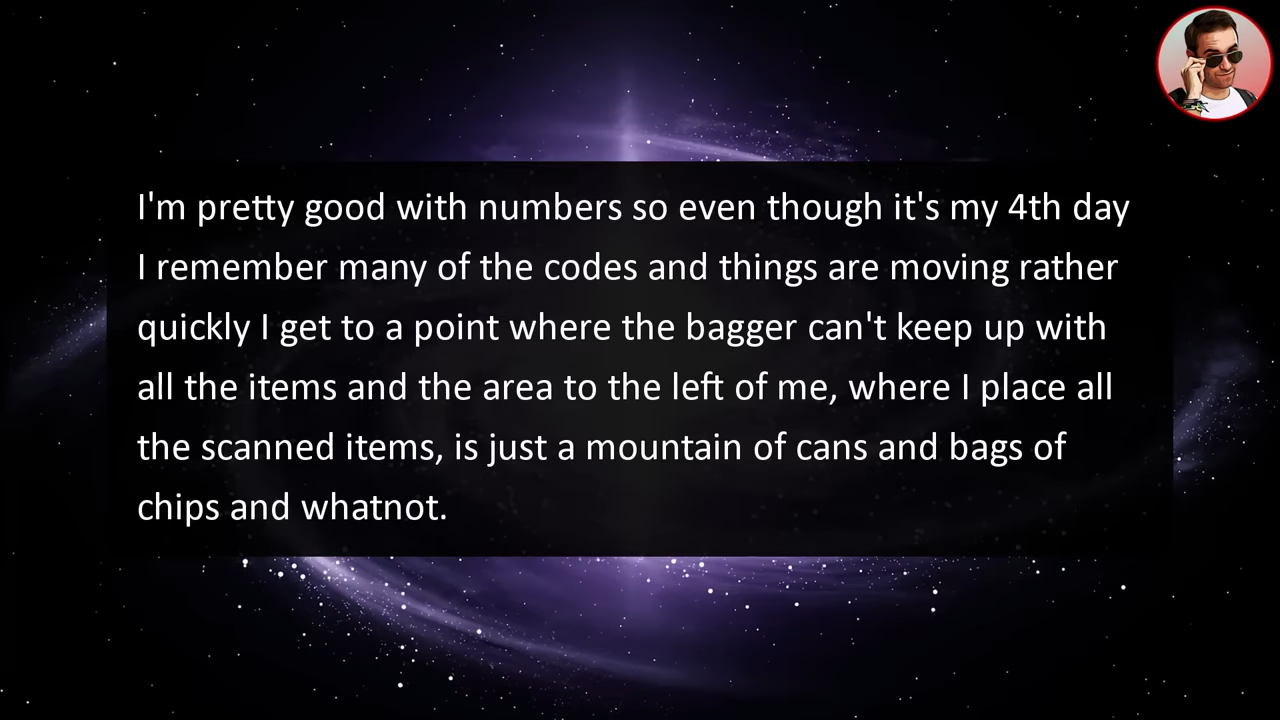 I'm pretty good with numbers so even though it's my 4th day
I remember many of the codes and things are moving rather
quickly I get to a point where the bagger can't keep up with
all the items and the area to the left of me, where I place all
the scanned items, is just a mountain of cans and bags of
chips and whatnot.